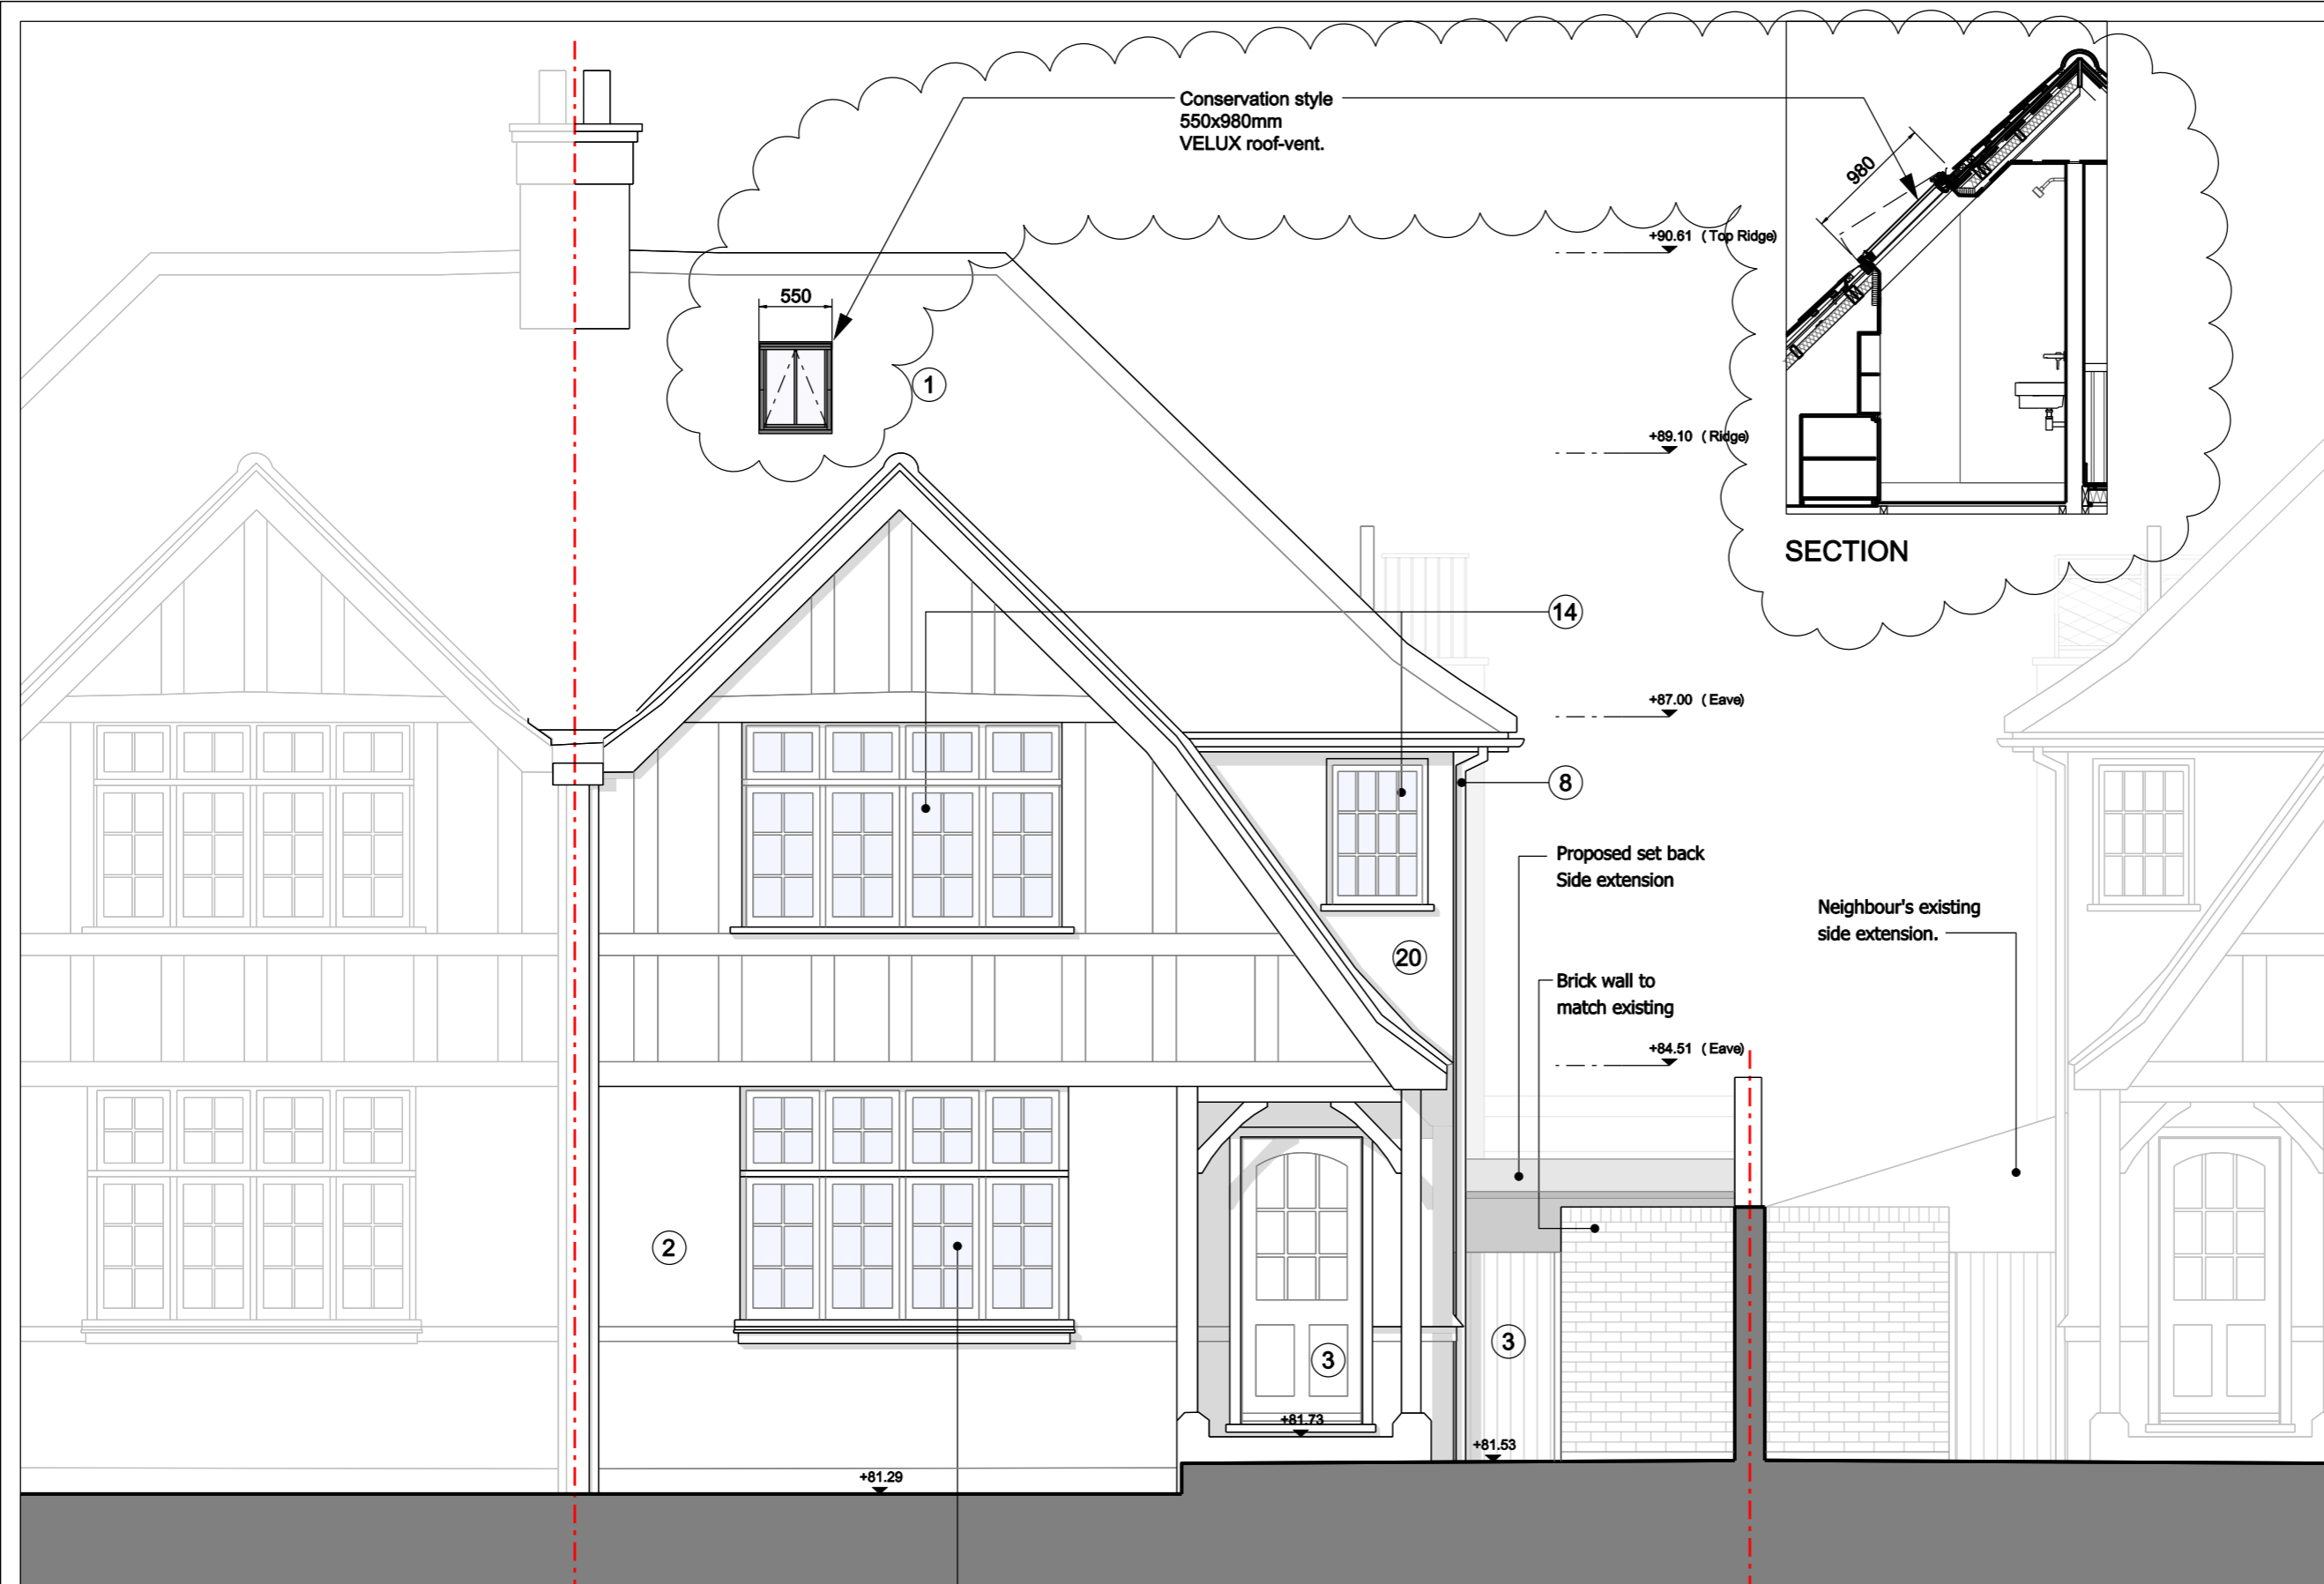 Conservation style
550x980mm
VELUX roof-vent.
980
+90.61 ( Top Ridge)
550
1
+89.10 ( Ridge)
SECTION
14
+87.00 ( Eave)
8
Proposed set back
Side extension
Neighbour's existing
side extension.
20
Brick wall to
match existing
+84.51 ( Eave)
2
3
3
+81.73
+81.53
+81.29